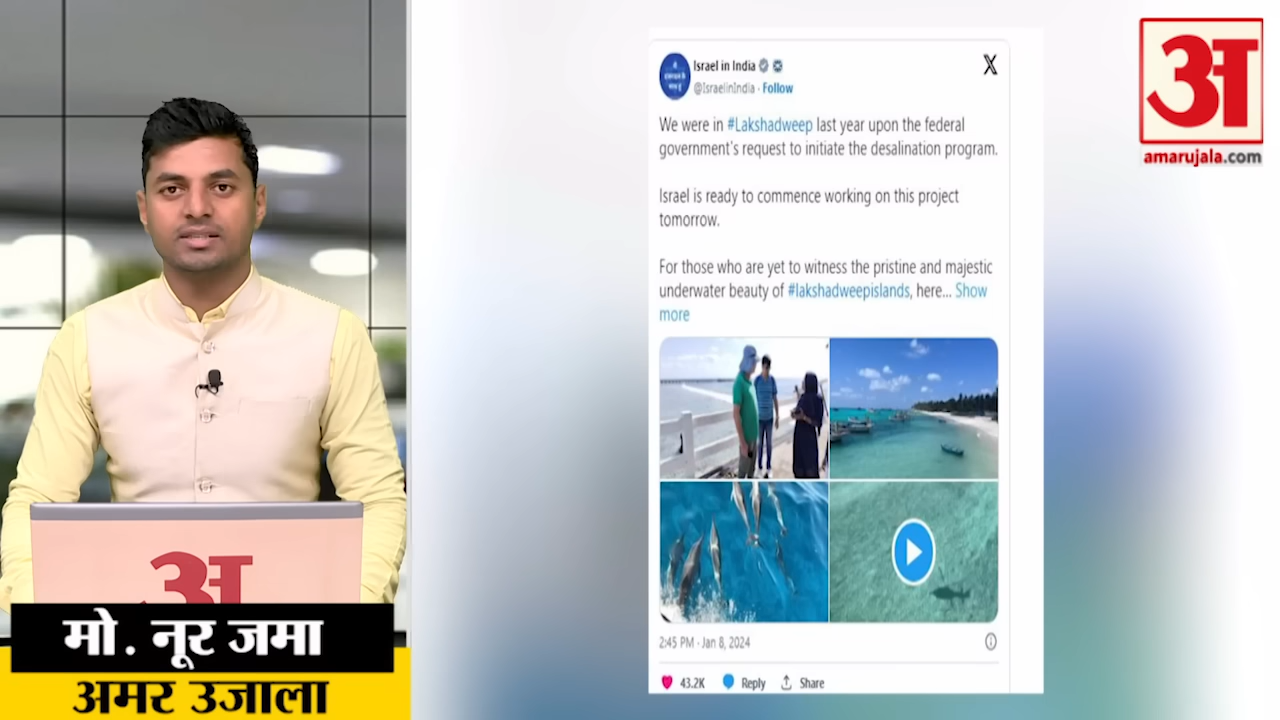 अ
amarujala.com
Israel in India
@IsraelinIndia · Follow
X
We were in #Lakshadweep last year upon the federal
government's request to initiate the desalination program.
Israel is ready to commence working on this project
tomorrow.
For those who are yet to witness the pristine and majestic
underwater beauty of #lakshadweepislands, here... Show
more
2:45 PM · Jan 8, 2024
43.2K Reply Share
अ
मो. नूर जमा
अमर उजाला